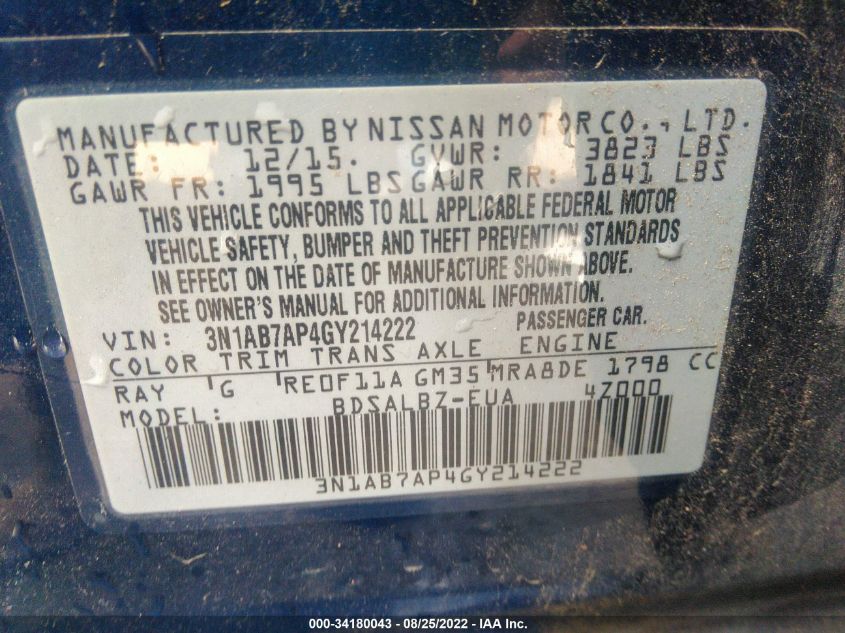 MANUFACTURED BY NISSAN MOTOR CO., LTD.
DATE: 12/15. GVWR: 3823 LBS
GAWR FR: 1995 LBS GAWR RR: 1841 LBS
THIS VEHICLE CONFORMS TO ALL APPLICABLE FEDERAL MOTOR
VEHICLE SAFETY, BUMPER AND THEFT PREVENTION STANDARDS
IN EFFECT ON THE DATE OF MANUFACTURE SHOWN ABOVE.
SEE OWNER'S MANUAL FOR ADDITIONAL INFORMATION.
VIN: 3N1AB7AP4GY214222 PASSENGER CAR.
COLOR TRIM TRANS AXLE ENGINE
RAY G RE0F11A GM35 MRA8DE 1798 CC
MODEL: BDSALBZ-EUA 4Z000
3N1AB7AP4GY214222
000-34180043 - 08/25/2022 - IAA Inc.